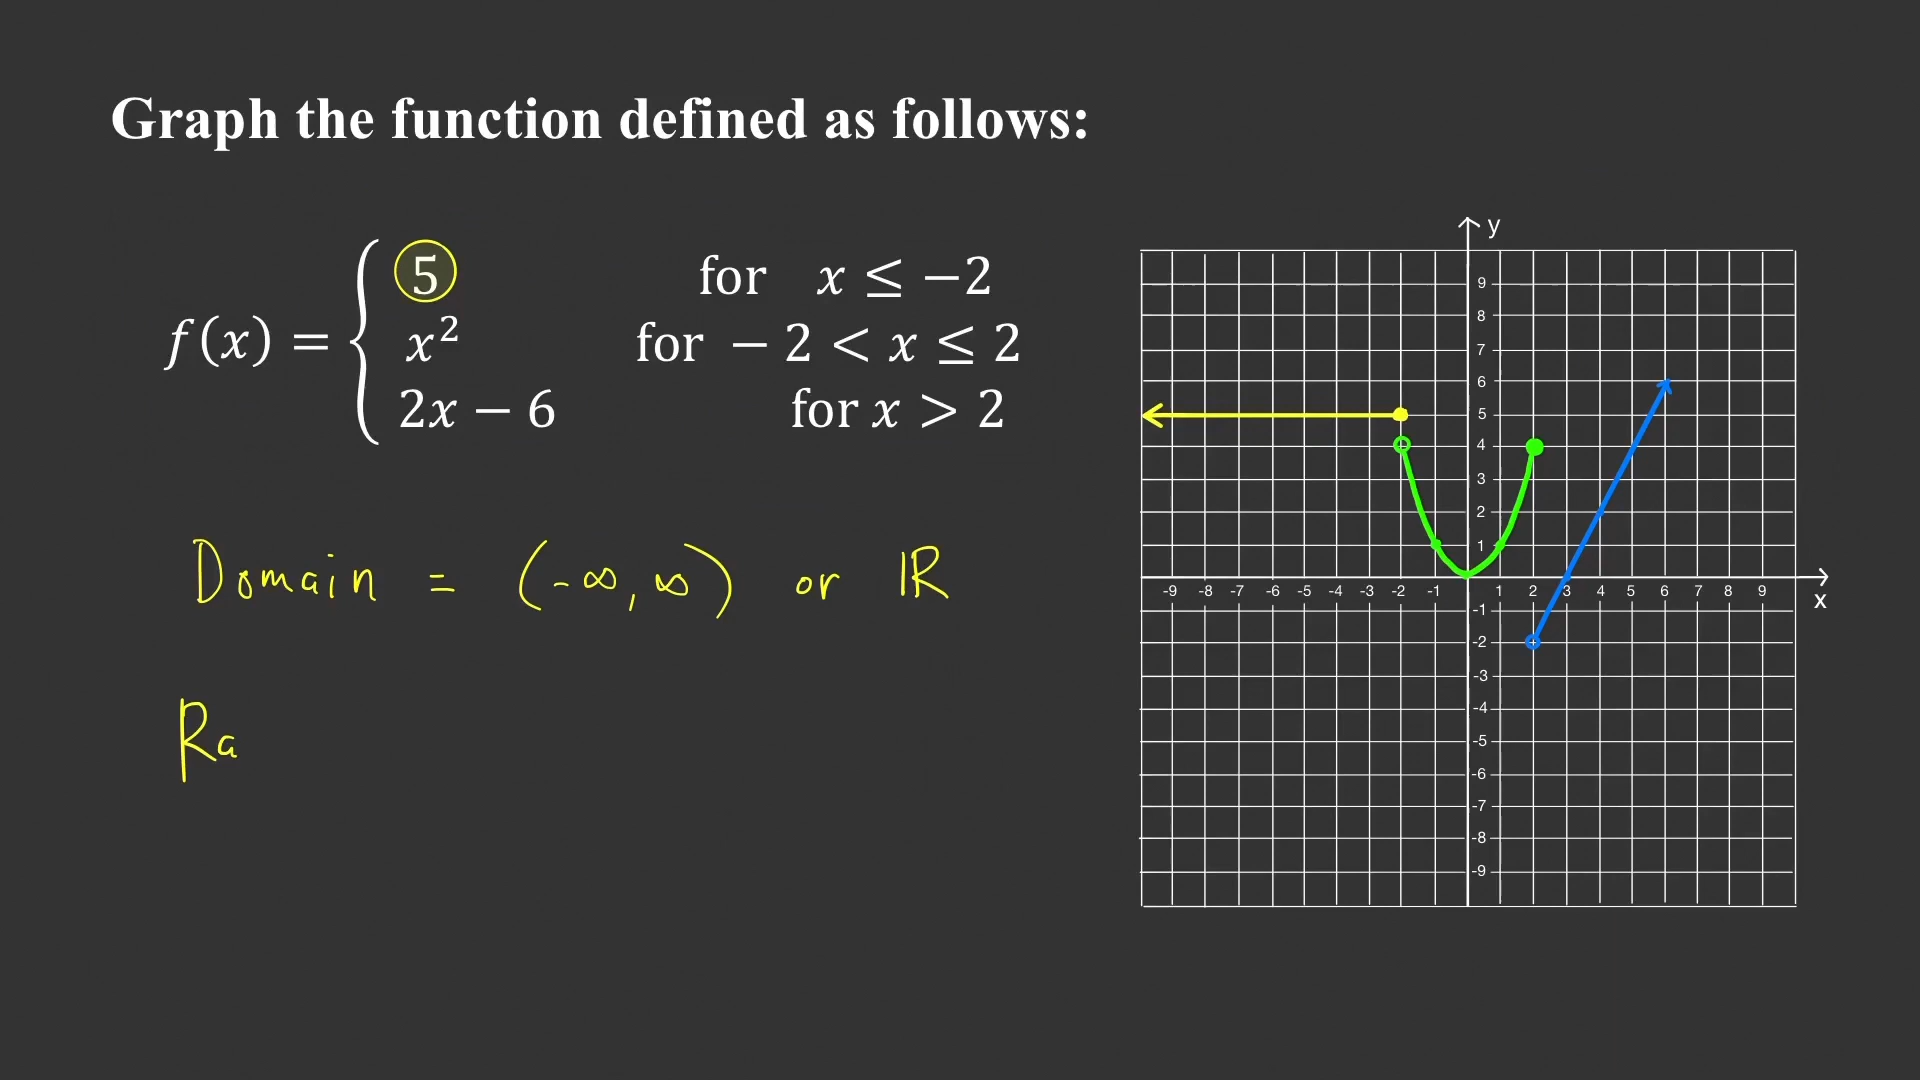 Graph the function defined as follows:
f(x) = { 5 for x ≤ −2
x² for − 2 < x ≤ 2
2x − 6 for x > 2
Domain = (-∞, ∞) or ℝ
Ra
y
9
8
7
6
5
4
3
2
1
-9 -8 -7 -6 -5 -4 -3 -2 -1 1 2 3 4 5 6 7 8 9 x
-1
-2
-3
-4
-5
-6
-7
-8
-9